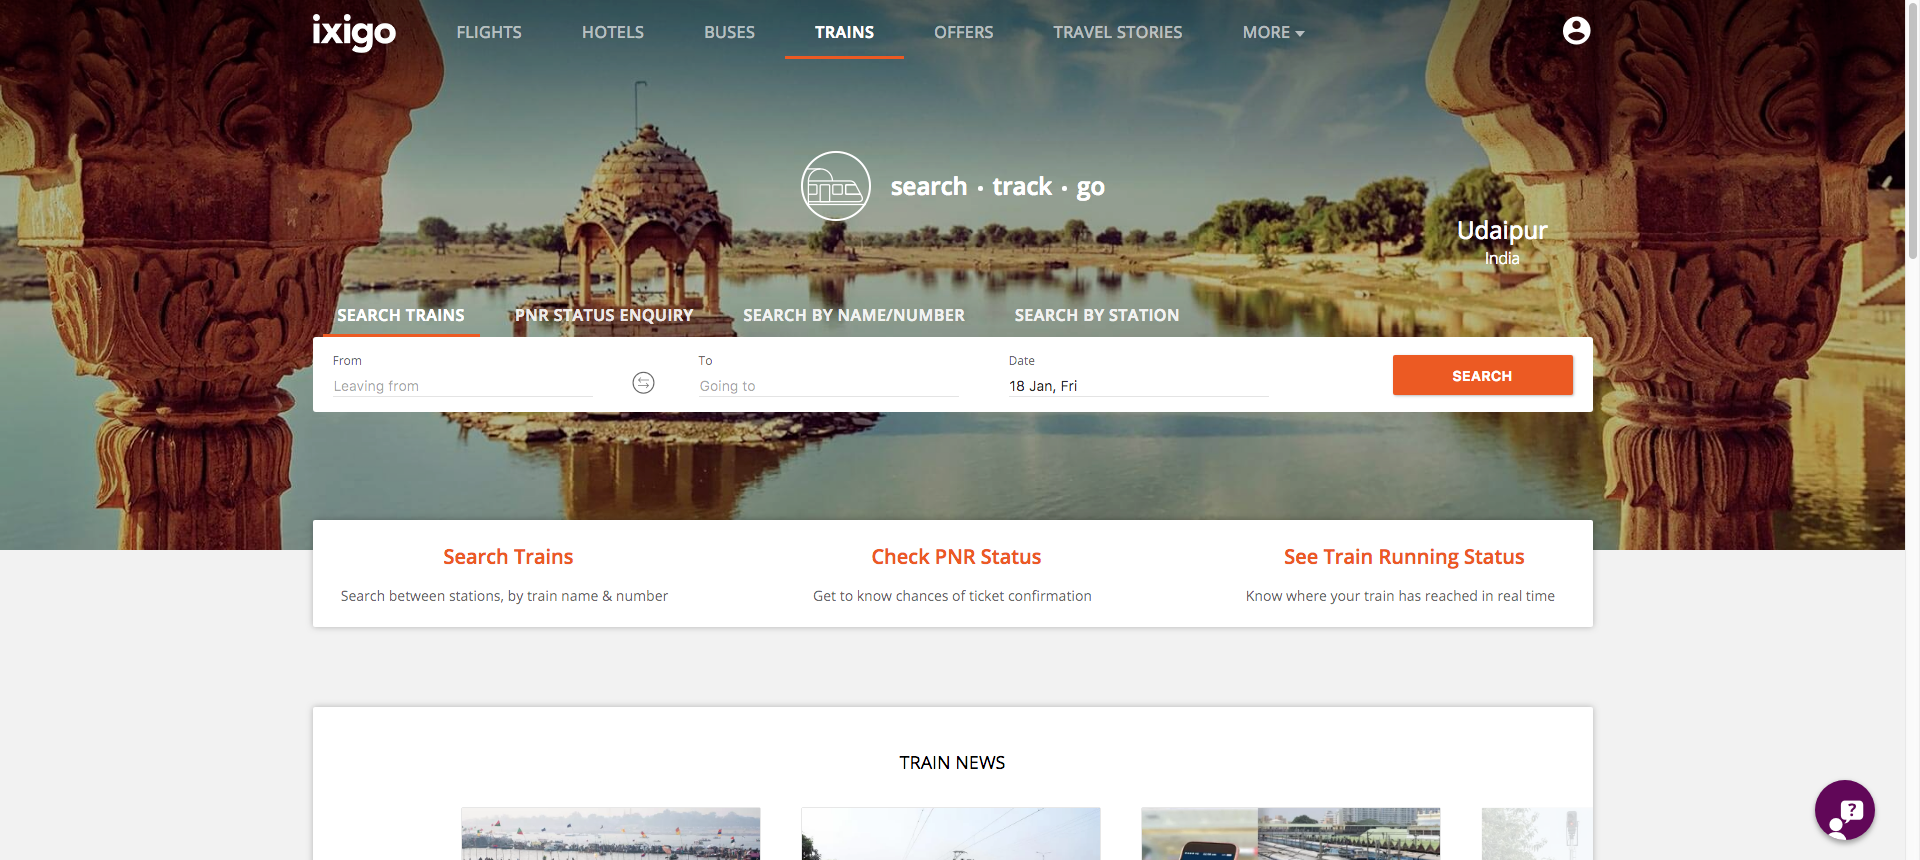 ixigo
FLIGHTS HOTELS BUSES TRAINS OFFERS TRAVEL STORIES MORE
search · track · go
Udaipur
India
SEARCH TRAINS PNR STATUS ENQUIRY SEARCH BY NAME/NUMBER SEARCH BY STATION
From To Date
Leaving from Going to 18 Jan, Fri SEARCH
Search Trains Check PNR Status See Train Running Status
Search between stations, by train name & number Get to know chances of ticket confirmation Know where your train has reached in real time
TRAIN NEWS
?